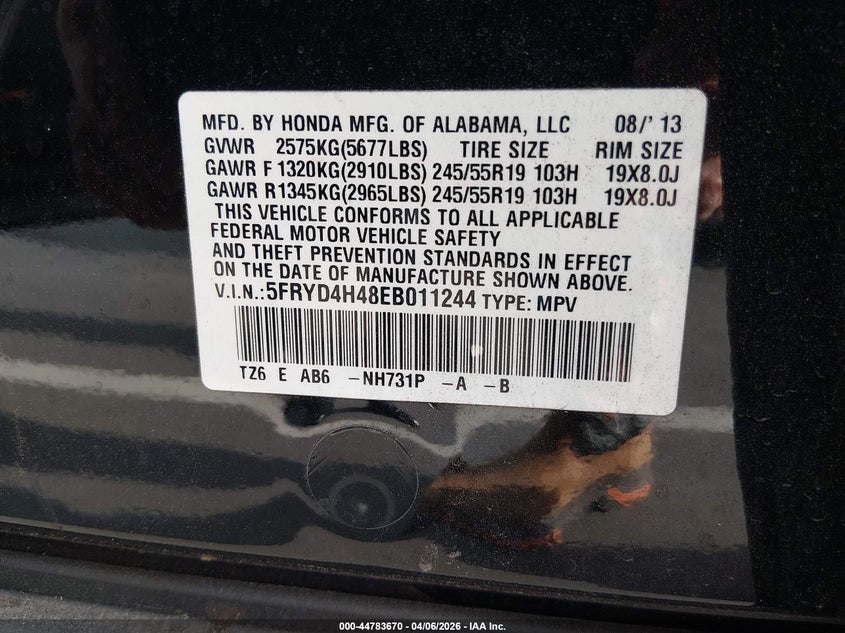 MFD. BY HONDA MFG. OF ALABAMA, LLC 08/' 13
GVWR 2575KG(5677LBS) TIRE SIZE RIM SIZE
GAWR F 1320KG(2910LBS) 245/55R19 103H 19X8.0J
GAWR R1345KG(2965LBS) 245/55R19 103H 19X8.0J
THIS VEHICLE CONFORMS TO ALL APPLICABLE
FEDERAL MOTOR VEHICLE SAFETY
AND THEFT PREVENTION STANDARDS IN EFFECT
ON THE DATE OF MANUFACTURE SHOWN ABOVE.
V.I.N.:5FRYD4H48EB011244 TYPE: MPV
TZ6 E AB6 -NH731P -A -B
000-44783670 - 04/06/2026 - IAA Inc.